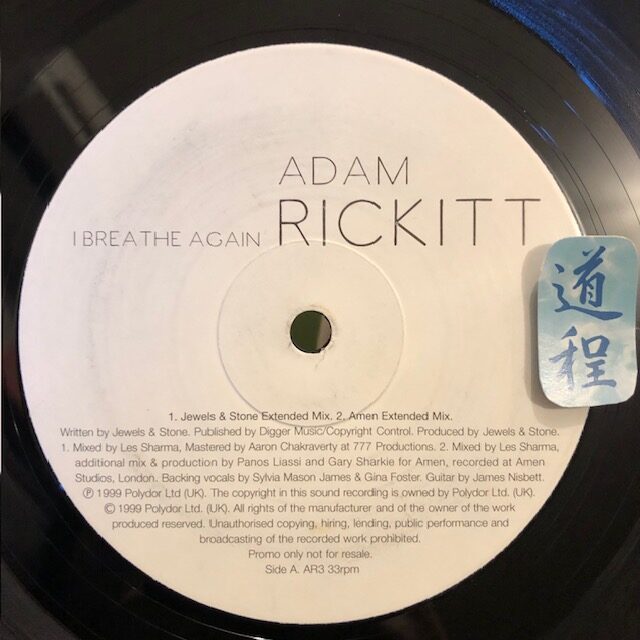 ADAM
I BREATHE AGAIN RICKITT
道程
1. Jewels & Stone Extended Mix. 2. Amen Extended Mix.
Written by Jewels & Stone. Published by Digger Music/Copyright Control. Produced by Jewels & Stone.
1. Mixed by Les Sharma, Mastered by Aaron Chakraverty at 777 Productions. 2. Mixed by Les Sharma,
additional mix & production by Panos Liassi and Gary Sharkie for Amen, recorded at Amen
Studios, London. Backing vocals by Sylvia Mason James & Gina Foster. Guitar by James Nisbett.
Ⓟ 1999 Polydor Ltd (UK). The copyright in this sound recording is owned by Polydor Ltd. (UK).
© 1999 Polydor Ltd. (UK). All rights of the manufacturer and of the owner of the work
produced reserved. Unauthorised copying, hiring, lending, public performance and
broadcasting of the recorded work prohibited.
Promo only not for resale.
Side A. AR3 33rpm